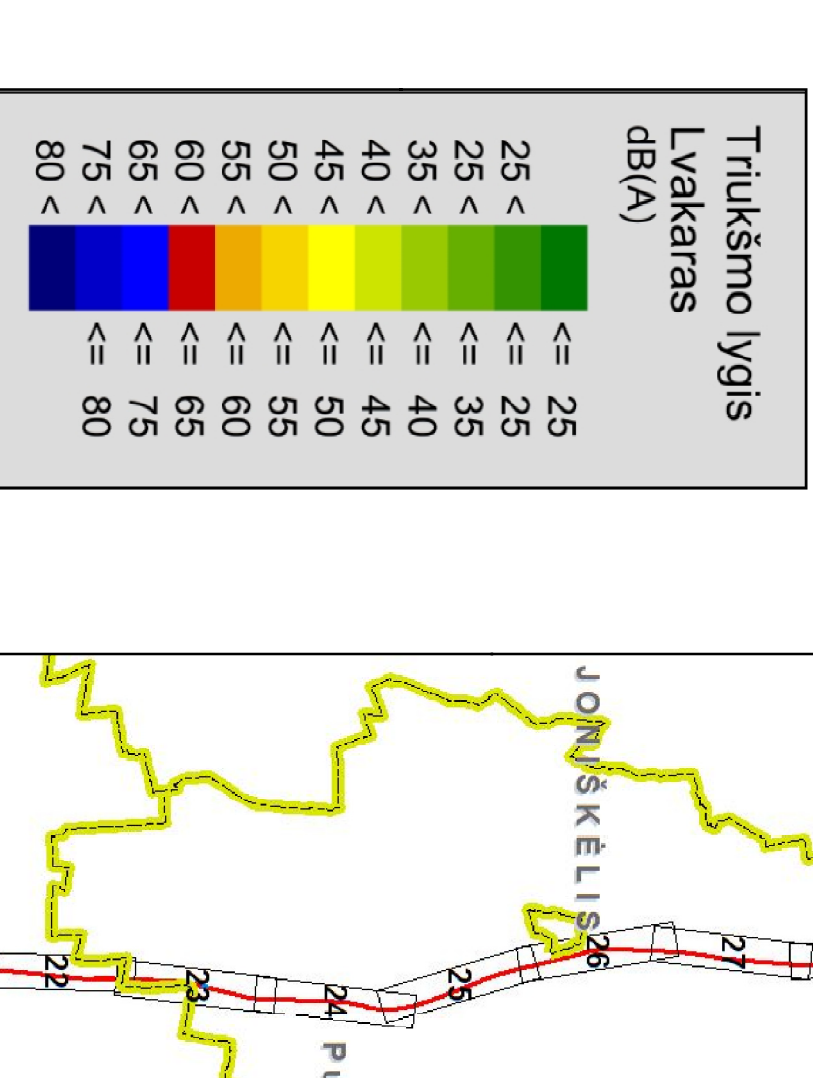 Triukšmo lygis
Lvakaras
dB(A)
<= 25
25 < <= 25
25 < <= 35
35 < <= 40
40 < <= 45
45 < <= 50
50 < <= 55
55 < <= 60
60 < <= 65
65 < <= 75
75 < <= 80
80 <
27
JONIŠKĖLIS
26
25
24
23
22